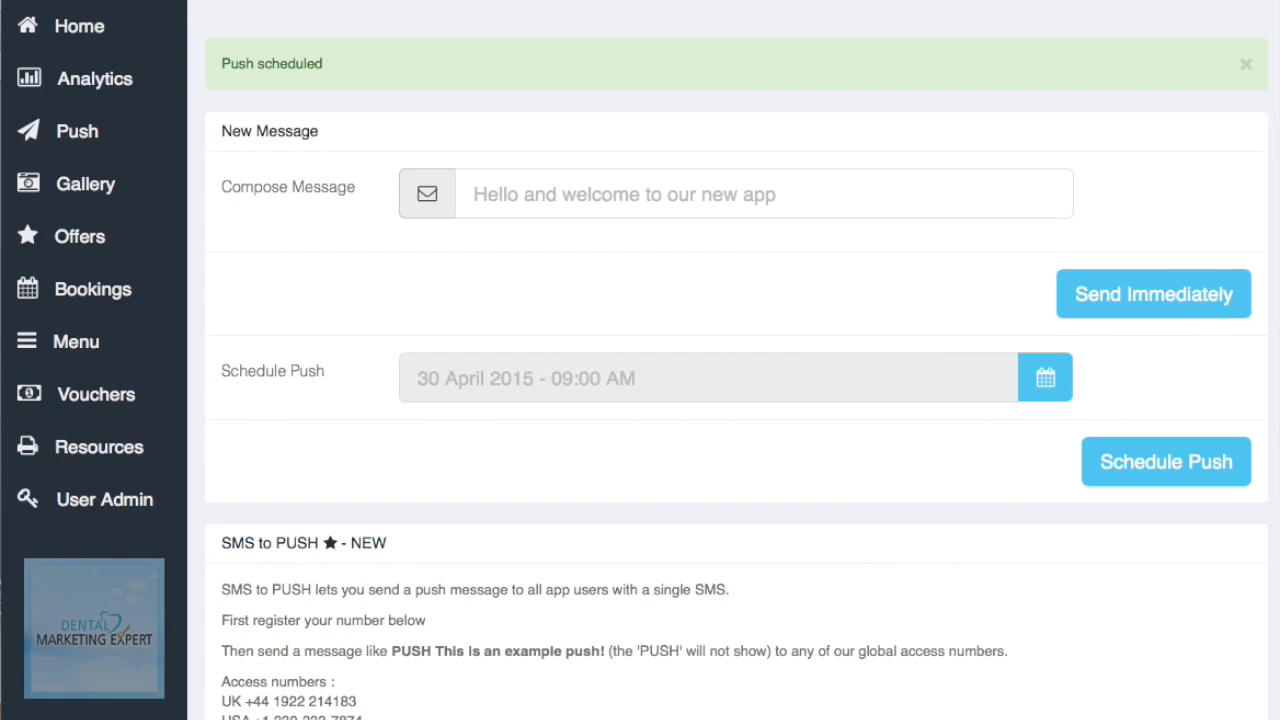 Home
Analytics
Push
Gallery
Offers
Bookings
Menu
Vouchers
Resources
User Admin
DENTAL
MARKETING EXPERT
Push scheduled
×
New Message
Compose Message
Hello and welcome to our new app
Send Immediately
Schedule Push
30 April 2015 - 09:00 AM
Schedule Push
SMS to PUSH ★ - NEW
SMS to PUSH lets you send a push message to all app users with a single SMS.
First register your number below
Then send a message like PUSH This is an example push! (the 'PUSH' will not show) to any of our global access numbers.
Access numbers :
UK +44 1922 214183